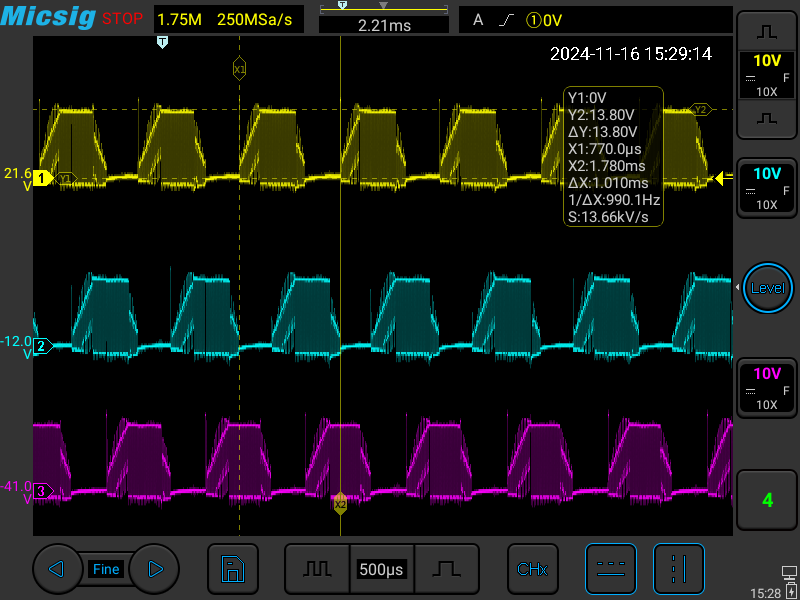 Micsig STOP 1.75M 250MSa/s T 2.21ms A ①0V
2024-11-16 15:29:14
T
X1
10V
F
10X
Y1:0V
Y2:13.80V
ΔY:13.80V
X1:770.0μs
X2:1.780ms
ΔX:1.010ms
1/ΔX:990.1Hz
S:13.66kV/s
Y2
21.6
V
1
Y1
10V
F
10X
Level
-12.0
V
2
10V
F
10X
-41.0
V
3
X2
4
Fine
500μs
CHx
15:28